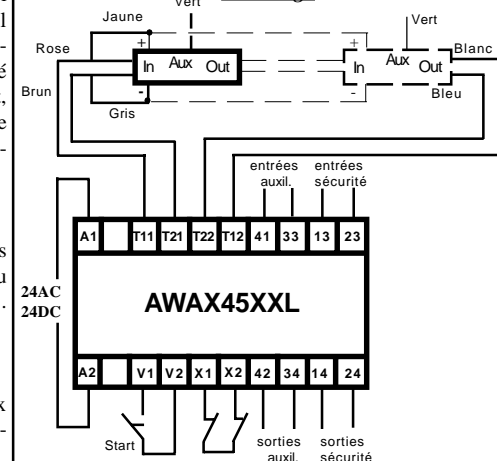 Vert
Jaune
Vert
Rose
+
In
Aux
Out
-
+
In
Aux
Out
-
Blanc
Brun
Bleu
Gris
entrées
auxil.
entrées
sécurité
A1
T11
T21
T22
T12
41
33
13
23
24AC
24DC
AWAX45XXL
A2
V1
V2
X1
X2
42
34
14
24
Start
sorties
auxil.
sorties
sécurité